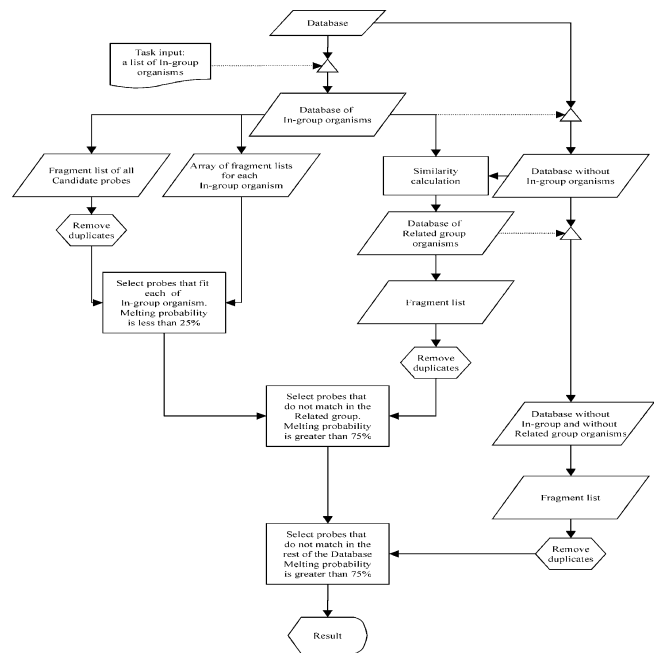 Database
Task input:
a list of In-group
organisms
Database of
In-group organisms
Fragment list of all
Candidate probes
Array of fragment lists
for each
In-group organism
Similarity
calculation
Database without
In-group organisms
Remove
duplicates
Database of
Related group
organisms
Select probes that fit
each of
In-group organism.
Melting probability
is less than 25%
Fragment list
Remove
duplicates
Select probes that
do not match in the
Related group.
Melting probability
is greater than 75%
Database without
In-group and without
Related group organisms
Fragment list
Select probes that
do not match in the
rest of the Database
Melting probability
is greater than 75%
Remove
duplicates
Result